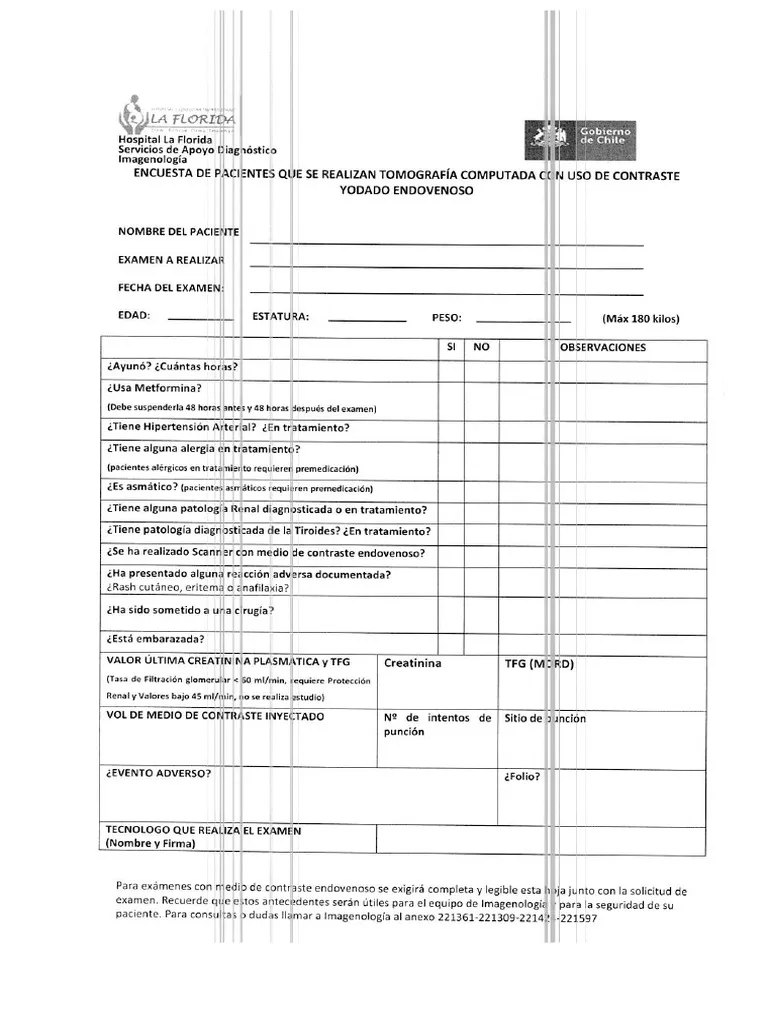 LA FLORIDA
Hospital La Florida
Servicios de Apoyo Diagnóstico
Imagenología
Gobierno
de Chile
ENCUESTA DE PACIENTES QUE SE REALIZAN TOMOGRAFÍA COMPUTADA CON USO DE CONTRASTE
YODADO ENDOVENOSO
NOMBRE DEL PACIENTE
EXAMEN A REALIZAR
FECHA DEL EXAMEN:
EDAD: ESTATURA: PESO: (Máx 180 kilos)
SI NO OBSERVACIONES
¿Ayunó? ¿Cuántas horas?
¿Usa Metformina?
(Debe suspenderla 48 horas antes y 48 horas después del examen)
¿Tiene Hipertensión Arterial? ¿En tratamiento?
¿Tiene alguna alergia en tratamiento?
(pacientes alérgicos en tratamiento requieren premedicación)
¿Es asmático? (pacientes asmáticos requieren premedicación)
¿Tiene alguna patología Renal diagnosticada o en tratamiento?
¿Tiene patología diagnosticada de la Tiroides? ¿En tratamiento?
¿Se ha realizado Scanner con medio de contraste endovenoso?
¿Ha presentado alguna reacción adversa documentada?
¿Rash cutáneo, eritema o anafilaxia?
¿Ha sido sometido a una cirugía?
¿Está embarazada?
VALOR ÚLTIMA CREATININA PLASMATICA y TFG Creatinina TFG (MDRD)
(Tasa de Filtración glomerular < 60 ml/min, requiere Protección
Renal y Valores bajo 45 ml/min, no se realiza estudio)
VOL DE MEDIO DE CONTRASTE INYECTADO Nº de intentos de Sitio de punción
punción
¿EVENTO ADVERSO? ¿Folio?
TECNOLOGO QUE REALIZA EL EXAMEN
(Nombre y Firma)
Para exámenes con medio de contraste endovenoso se exigirá completa y legible esta hoja junto con la solicitud de
examen. Recuerde que estos antecedentes serán útiles para el equipo de Imagenología y para la seguridad de su
paciente. Para consultas o dudas llamar a Imagenología al anexo 221361-221309-22142 -221597